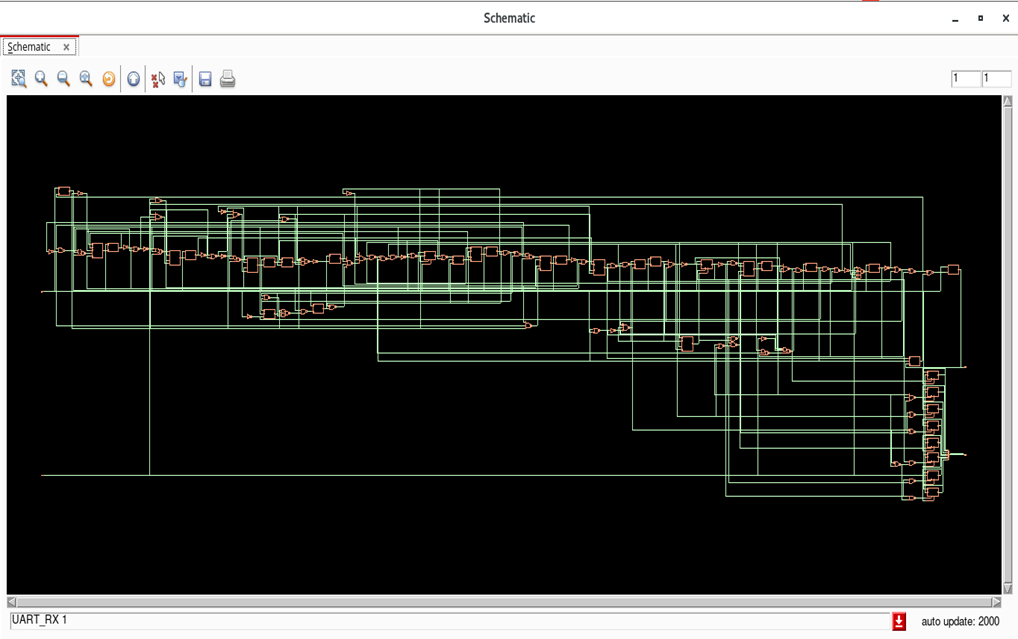 Schematic
Schematic
1 1
UART_RX 1
auto update: 2000